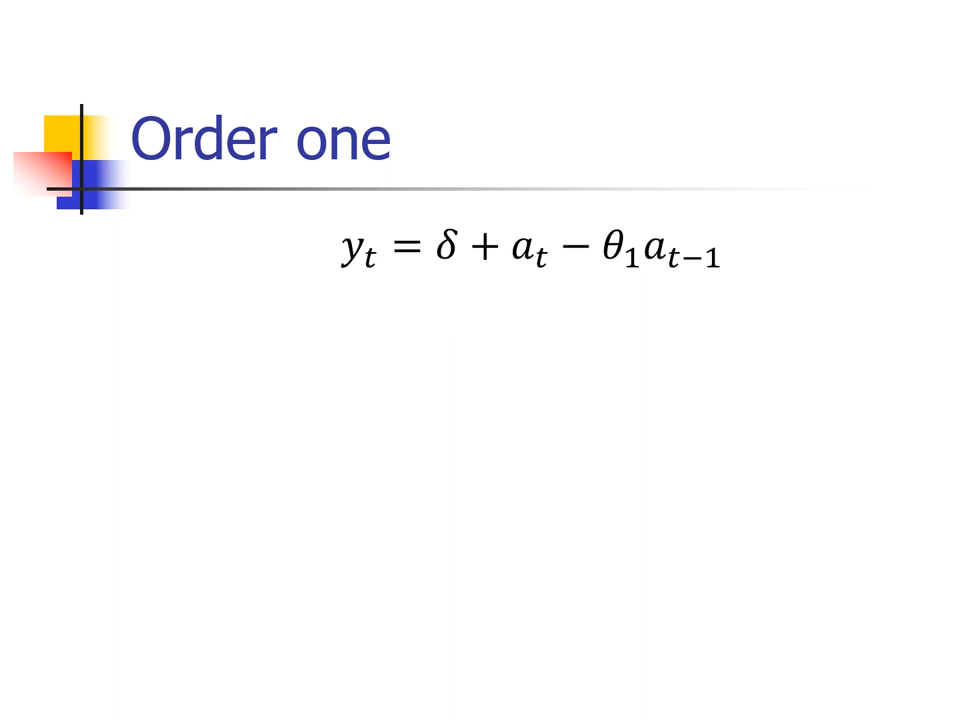 Order one
𝑦ₜ = 𝛿 + 𝑎ₜ − 𝜃₁𝑎ₜ₋₁